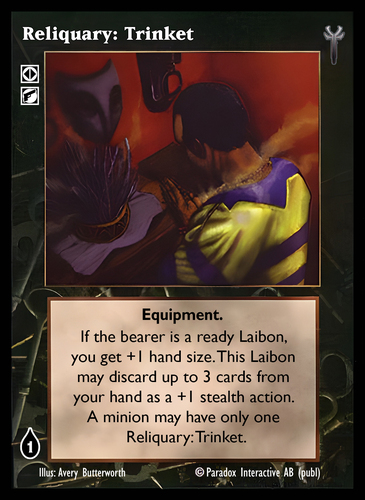 Reliquary: Trinket
Equipment.
If the bearer is a ready Laibon,
you get +1 hand size. This Laibon
may discard up to 3 cards from
your hand as a +1 stealth action.
A minion may have only one
Reliquary: Trinket.
1
Illus: Avery Butterworth
© Paradox Interactive AB (publ)